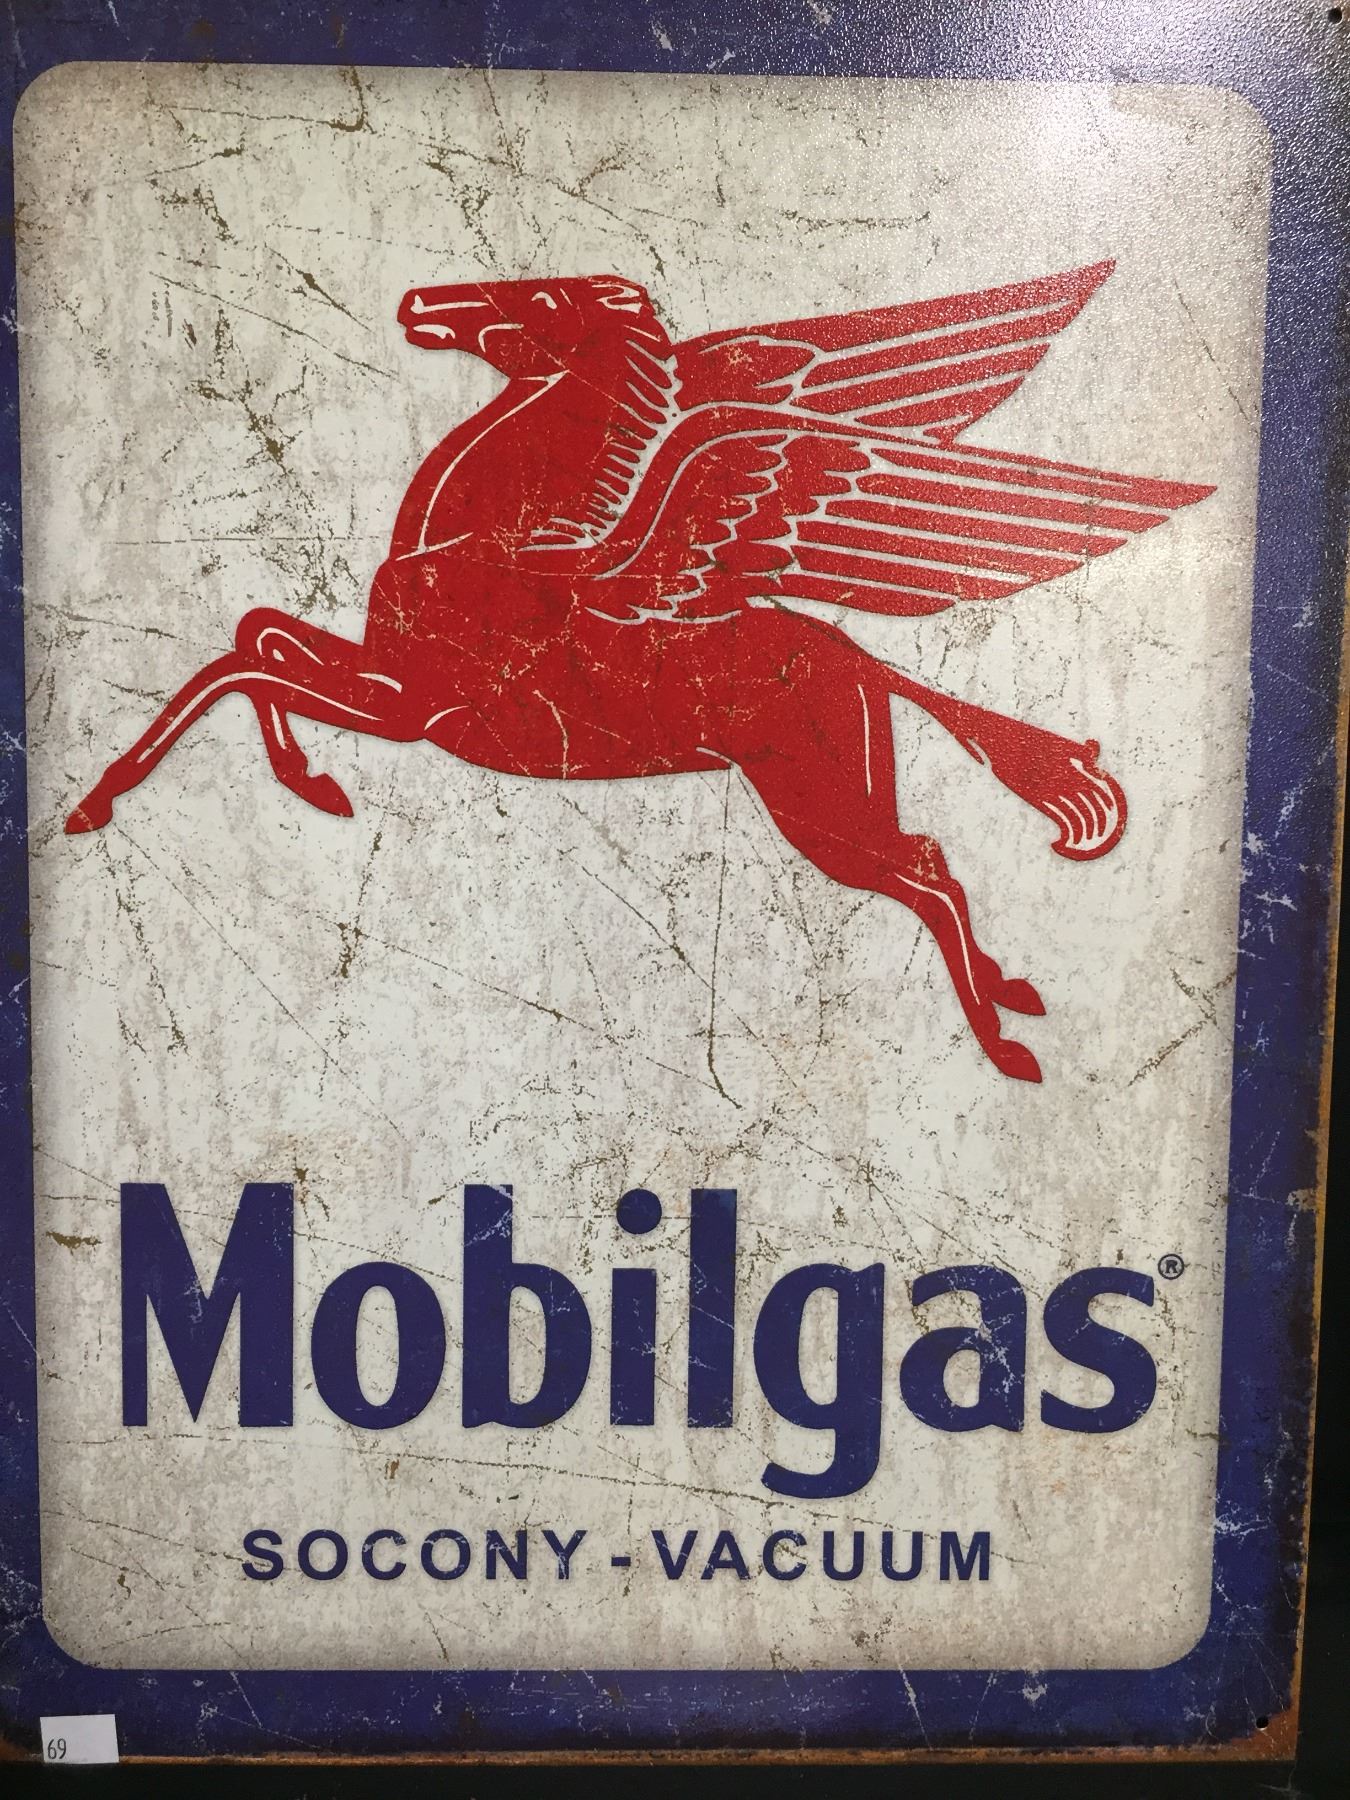 Mobilgas®
SOCONY - VACUUM
69